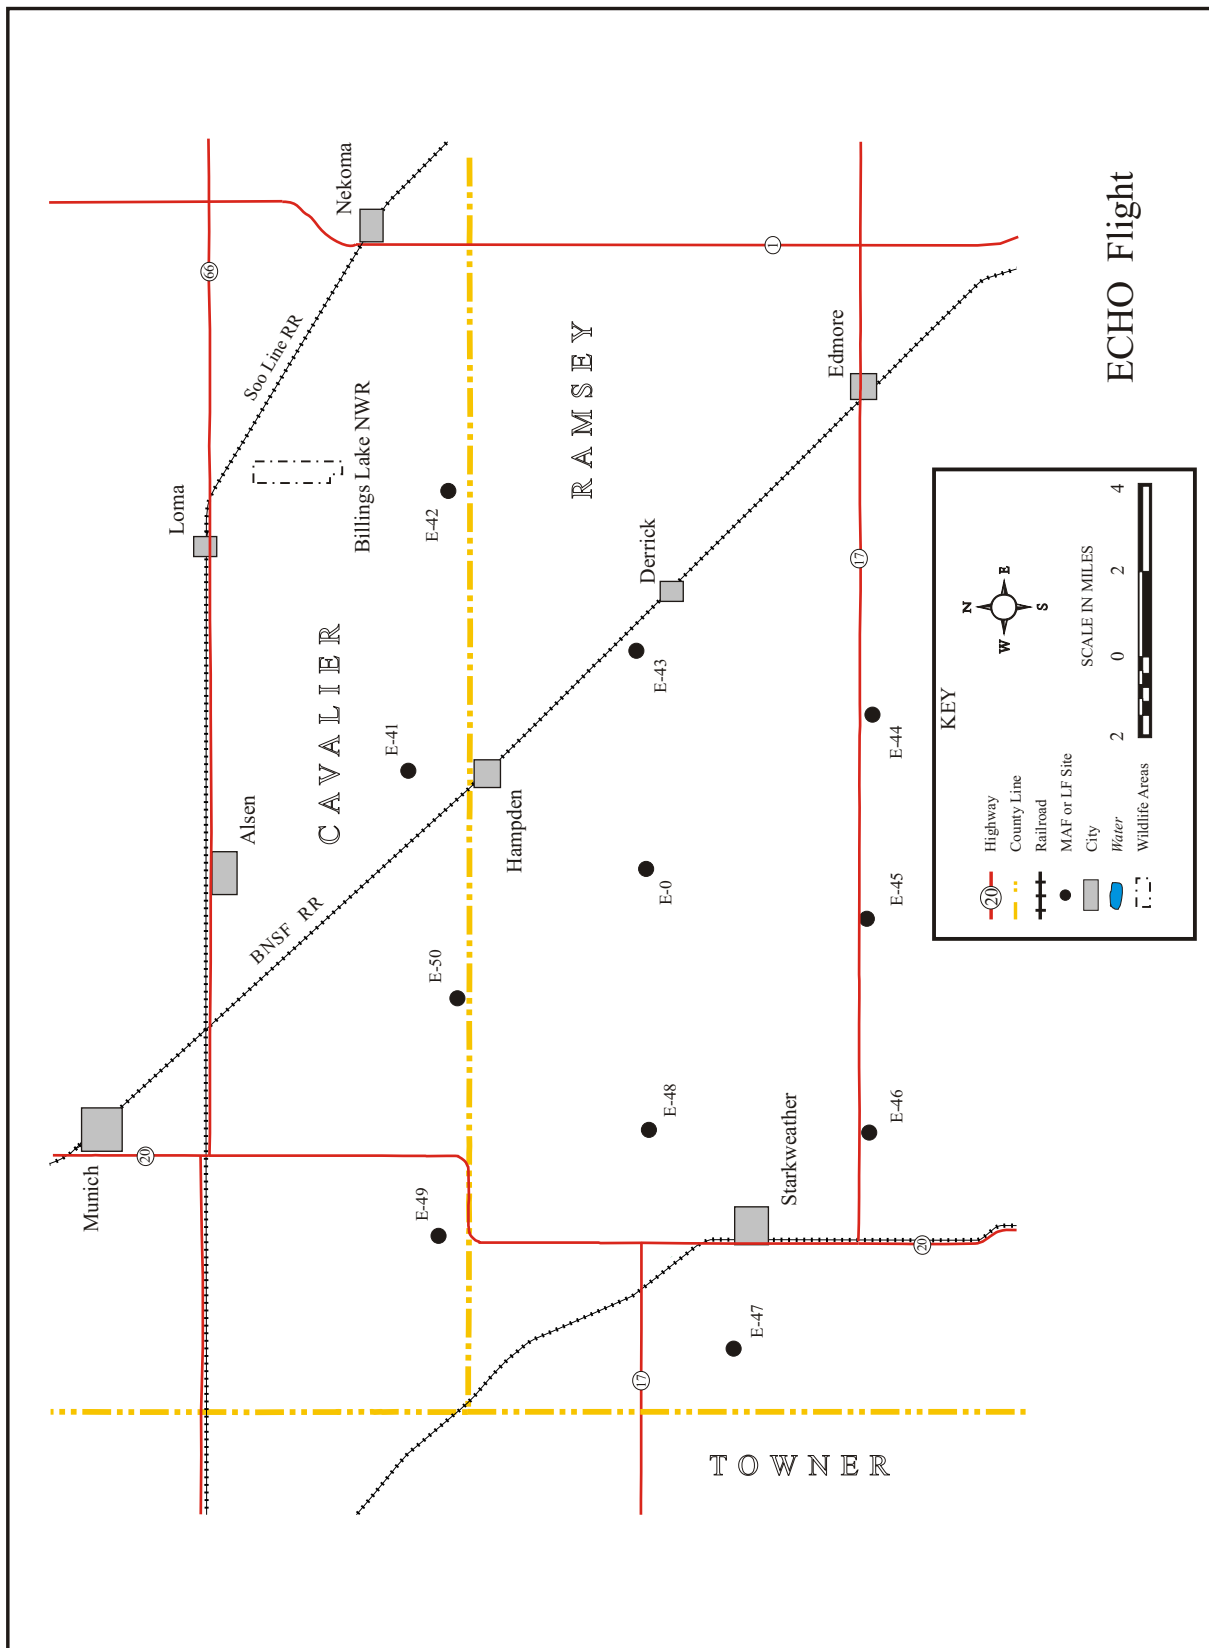 Munich
20
66
Loma
Alsen
Soo Line RR
Nekoma
Billings Lake NWR
BNSF RR
CAVALIER
E-41
E-42
E-49
E-50
Hampden
RAMSEY
1
Derrick
E-43
E-0
E-48
17
Starkweather
E-47
Edmore
17
E-44
E-45
E-46
20
TOWNER
ECHO Flight
KEY
20
Highway
County Line
Railroad
MAF or LF Site
City
Water
Wildlife Areas
N
W
E
S
SCALE IN MILES
2 0 2 4